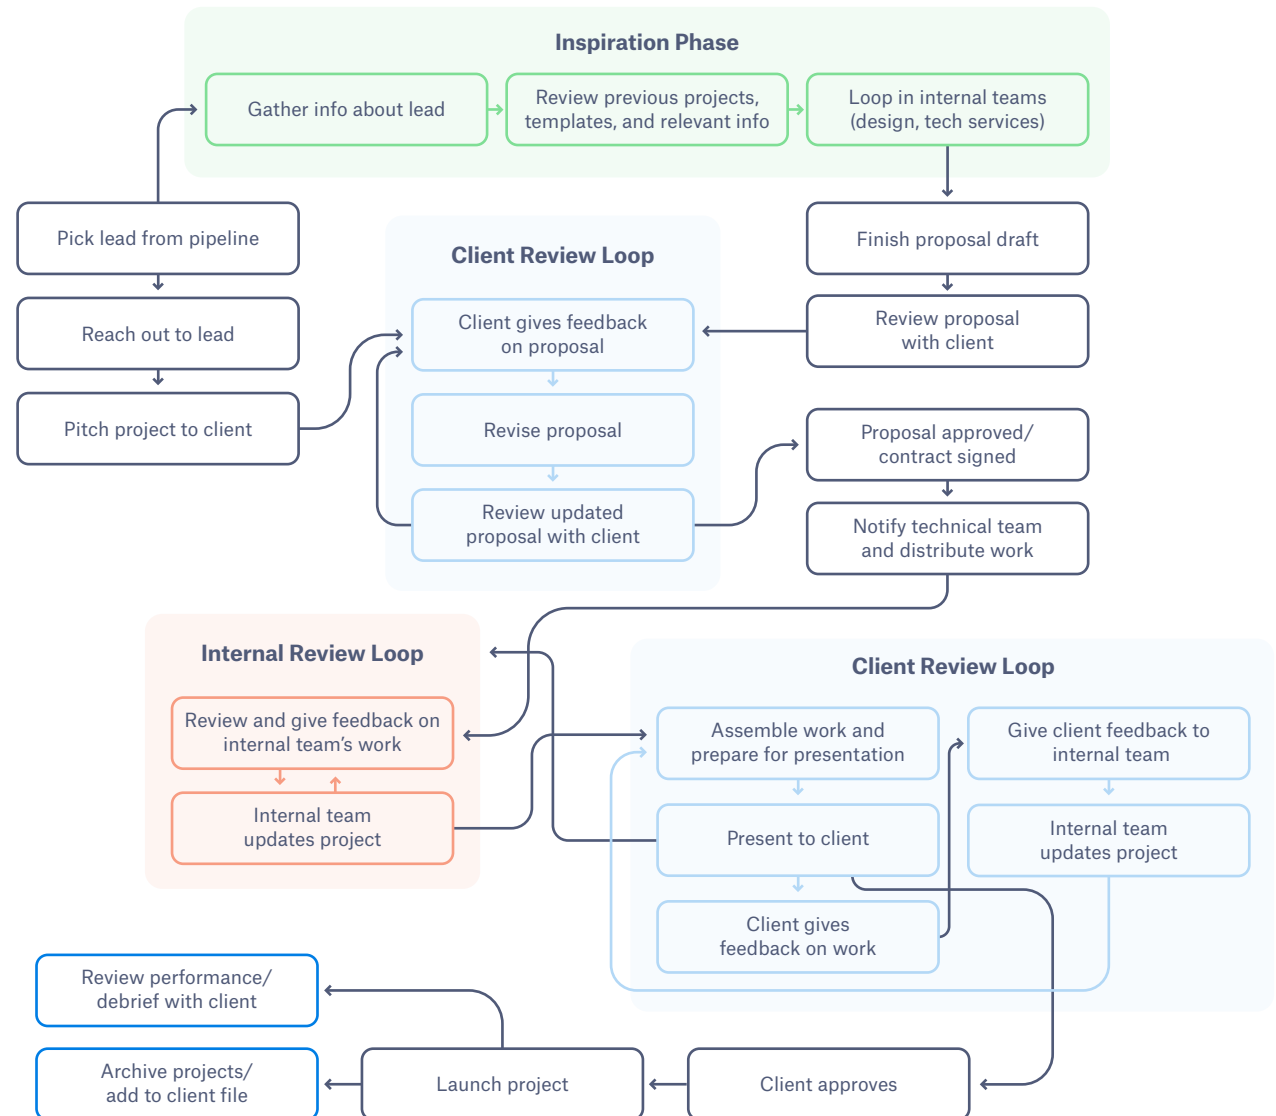 Inspiration Phase
Gather info about lead
Review previous projects,
templates, and relevant info
Loop in internal teams
(design, tech services)
Pick lead from pipeline
Reach out to lead
Pitch project to client
Client Review Loop
Client gives feedback
on proposal
Revise proposal
Review updated
proposal with client
Finish proposal draft
Review proposal
with client
Proposal approved/
contract signed
Notify technical team
and distribute work
Internal Review Loop
Review and give feedback on
internal team’s work
Internal team
updates project
Client Review Loop
Assemble work and
prepare for presentation
Present to client
Client gives
feedback on work
Give client feedback to
internal team
Internal team
updates project
Review performance/
debrief with client
Archive projects/
add to client file
Launch project
Client approves